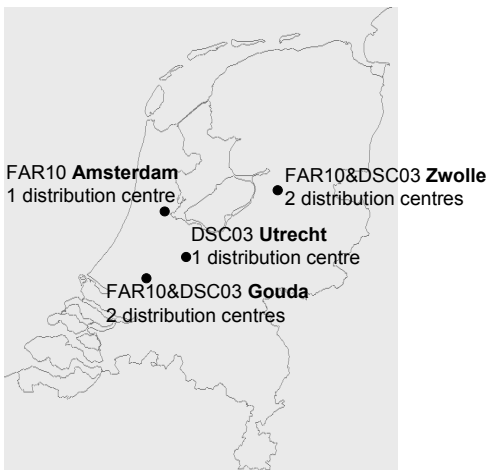 FAR10 Amsterdam
1 distribution centre
FAR10&DSC03 Zwolle
2 distribution centres
DSC03 Utrecht
1 distribution centre
FAR10&DSC03 Gouda
2 distribution centres